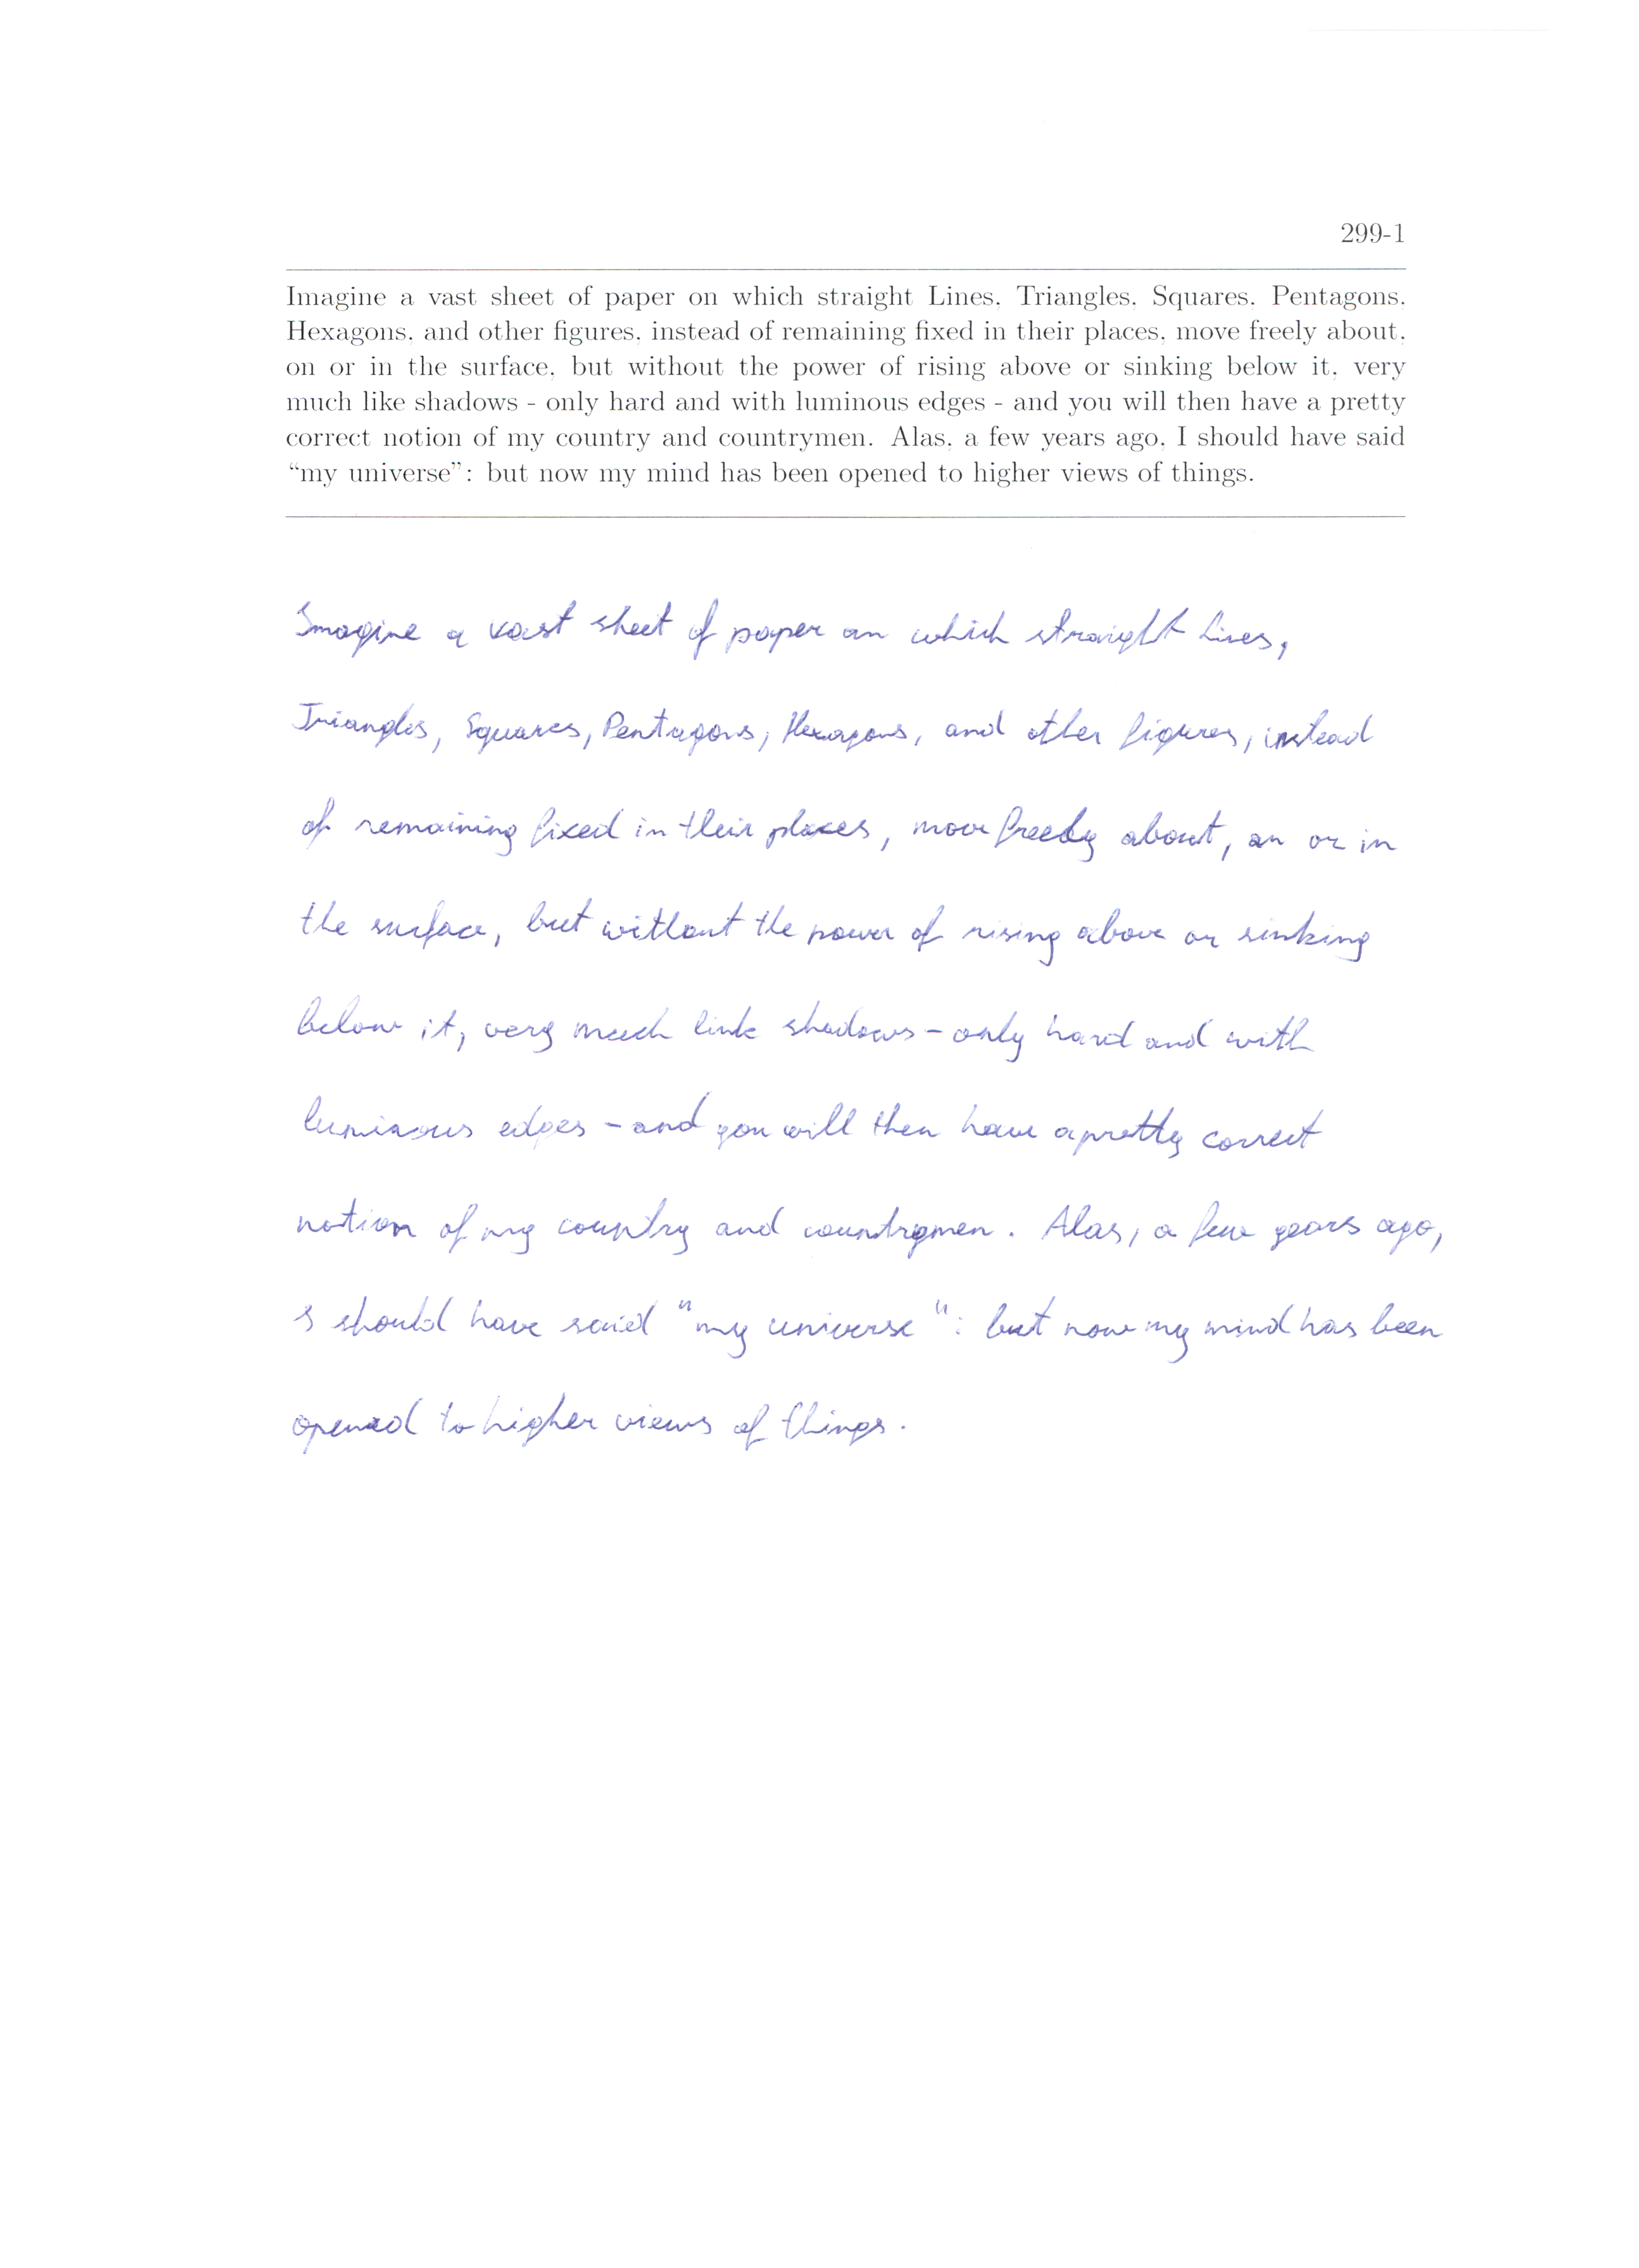 299-1
Imagine a vast sheet of paper on which straight Lines, Triangles, Squares, Pentagons,
Hexagons, and other figures, instead of remaining fixed in their places, move freely about,
on or in the surface, but without the power of rising above or sinking below it, very
much like shadows - only hard and with luminous edges - and you will then have a pretty
correct notion of my country and countrymen. Alas, a few years ago, I should have said
“my universe”: but now my mind has been opened to higher views of things.
Imagine a vast sheet of paper on which straight Lines,
Triangles, Squares, Pentagons, Hexagons, and other figures, instead
of remaining fixed in their places, move freely about, on or in
the surface, but without the power of rising above or sinking
below it, very much link shadows - only hard and with
luminous edges - and you will then have a pretty correct
notion of my country and countrymen. Alas, a few years ago,
I should have said "my universe": but now my mind has been
opened to higher views of things.